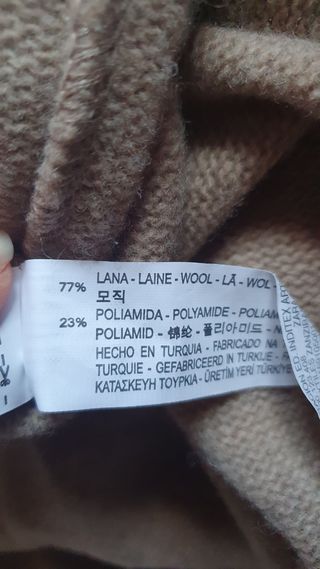 77% LANA - LAINE - WOOL - LÃ - WOL -
모직
23% POLIAMIDA - POLYAMIDE - POLIAM
POLIAMID - 锦纶 - 폴리아미드 -
HECHO EN TURQUIA - FABRICADO NA
TURQUIE - GEFABRICEERD IN TURKIJE -
ΚΑΤΑΣΚΕΥΗ ΤΟΥΡΚΙΑ - ÜRETİM YERİ TÜRKİYE
INDITEX